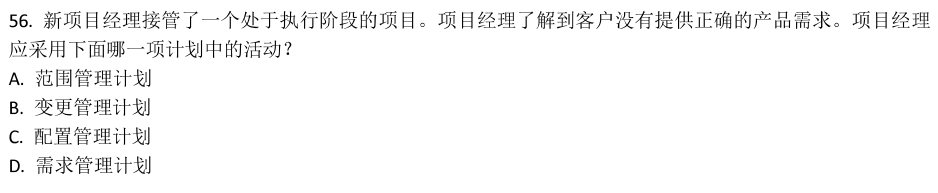 56. 新项目经理接管了一个处于执行阶段的项目。项目经理了解到客户没有提供正确的产品需求。项目经理
应采用下面哪一项计划中的活动？
A. 范围管理计划
B. 变更管理计划
C. 配置管理计划
D. 需求管理计划